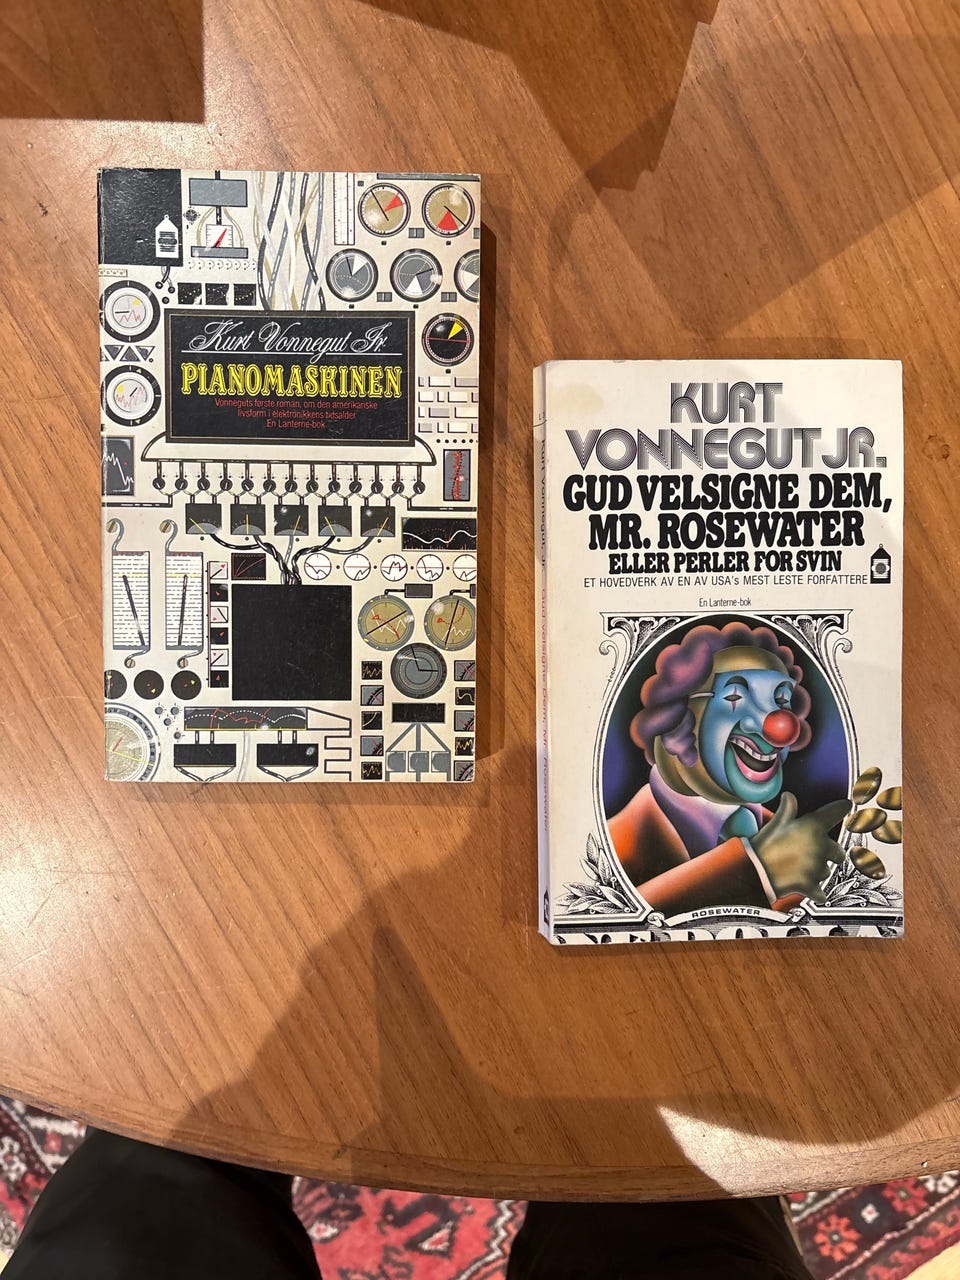 Kurt Vonnegut Jr.
PIANOMASKINEN
Vonneguts første roman, om den amerikanske
livsform i elektronikkens tidsalder
En Lanterne-bok
KURT
VONNEGUT JR.
GUD VELSIGNE DEM,
MR. ROSEWATER
ELLER PERLER FOR SVIN
ET HOVEDVERK AV EN AV USA's MEST LESTE FORFATTERE
En Lanterne-bok
ROSEWATER
Kurt Vonnegut, Jr. Gud velsigne Dem, Mr. Rosewater